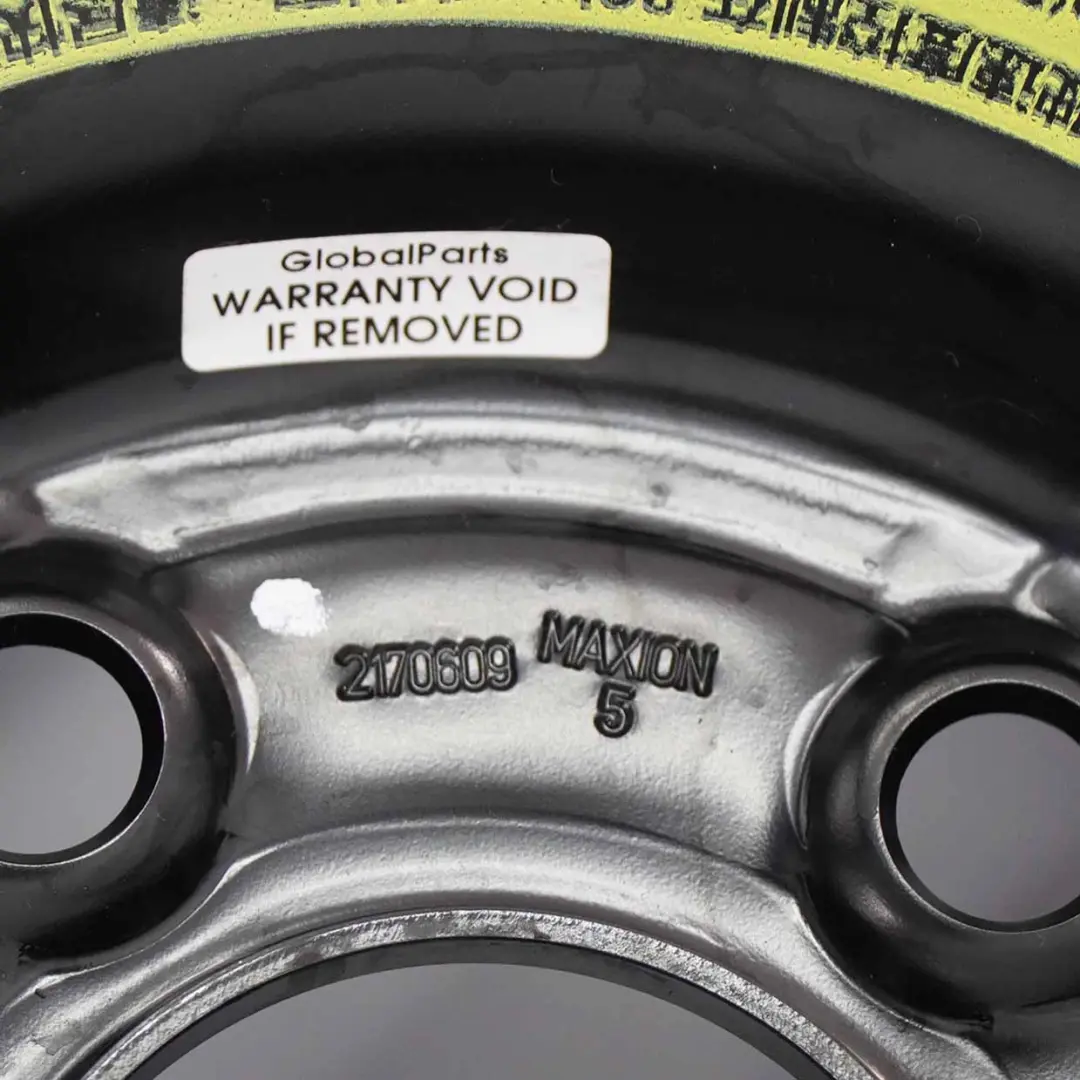 GlobalParts
WARRANTY VOID
IF REMOVED
2170609 MAXION
5